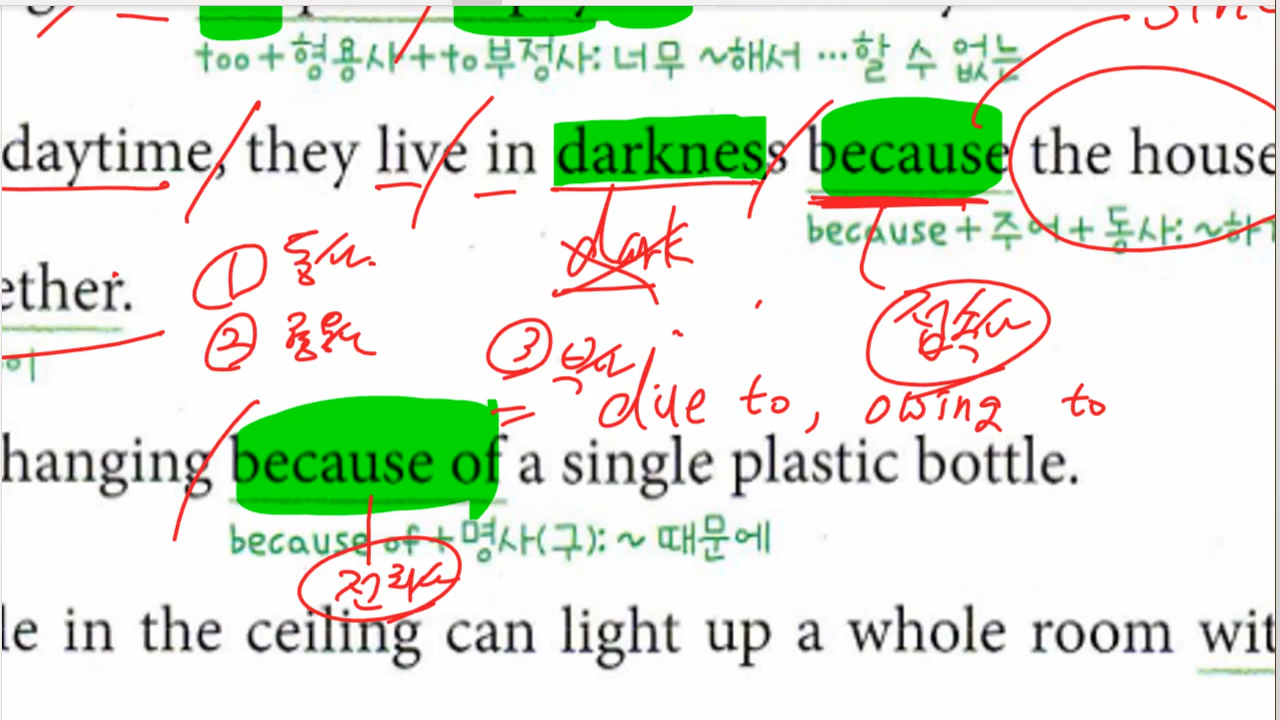 too+형용사+to부정사: 너무 ~해서 …할 수 없는
daytime, they live in darkness because the house
because+주어+동사: ~하
① 동사.
dark
접속사
ether.
② 종류
③ 부사
= due to, owing to
hanging because of a single plastic bottle.
because of + 명사(구): ~ 때문에
전치사
le in the ceiling can light up a whole room wit